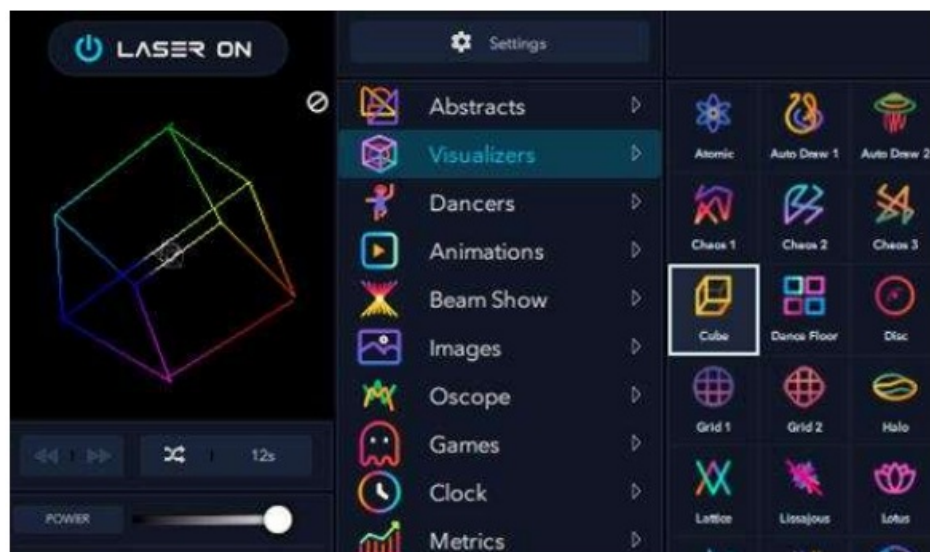 LASER ON
Settings
Abstracts
Visualizers
Dancers
Animations
Beam Show
Images
Oscope
Games
Clock
Metrics
12s
POWER
Atomic
Auto Draw 1
Auto Draw 2
Chaos 1
Chaos 2
Chaos 3
Cube
Dance Floor
Disc
Grid 1
Grid 2
Halo
Lattice
Lissajous
Lotus